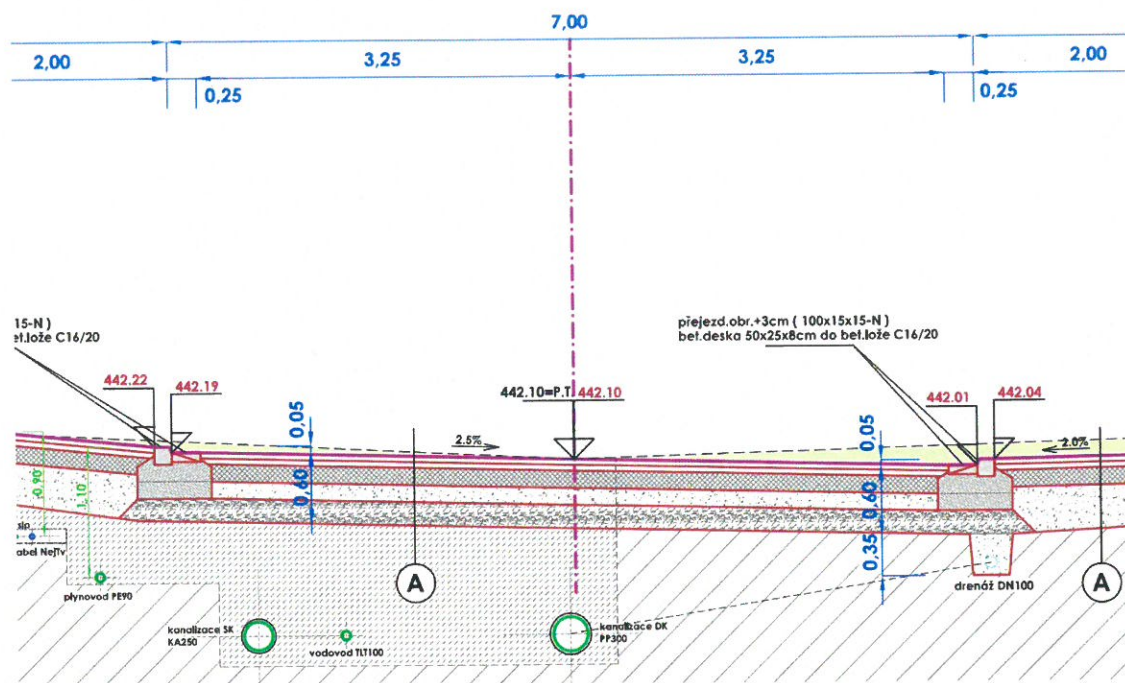 7,00
2,00
3,25
3,25
2,00
0,25
0,25
přejezd.obr.+3cm ( 100x15x15-N )
bet.deska 50x25x8cm do bet.lože C16/20
15-N )
et.lože C16/20
442.22
442.19
442.10=P.T.
442.10
442.01
442.04
0,05
2.5%
0,05
2.0%
0,90
1,10
0,60
0,60
0,35
slp
abel NejTv
A
A
plynovod PE90
drenáž DN100
kanalizace SK
KA250
vodovod TLT100
kanalizace DK
PP300